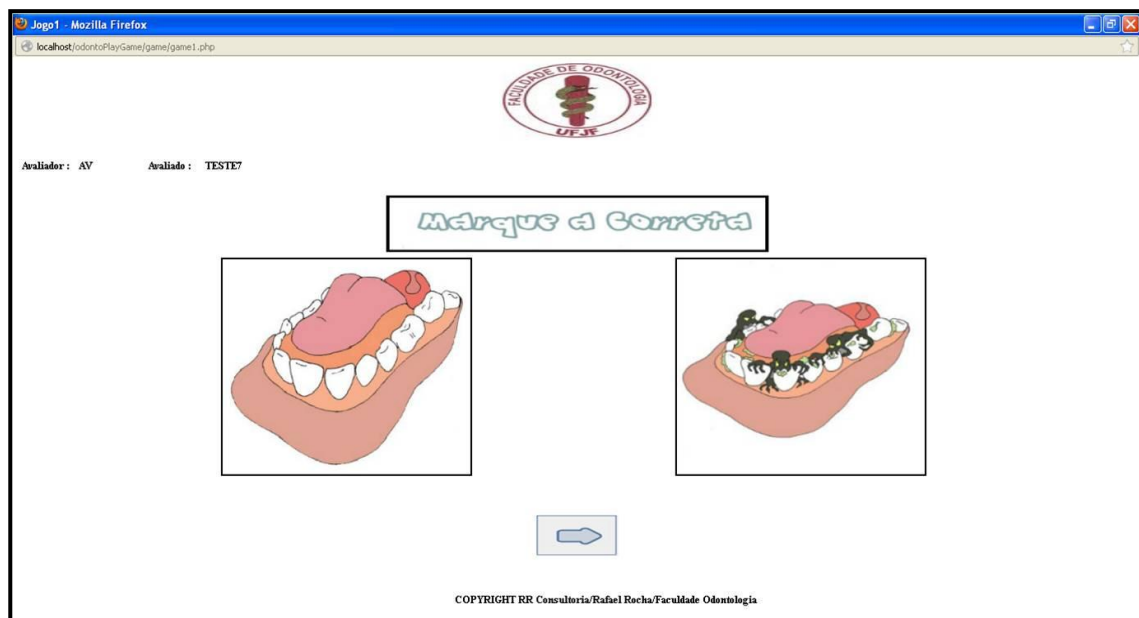 Jogo1 - Mozilla Firefox
localhost/odontoPlayGame/game/game1.php
FACULDADE DE ODONTOLOGIA
UFJF
Avaliador : AV Avaliado : TESTE7
Marque a Correta
COPYRIGHT RR Consultoria/Rafael Rocha/Faculdade Odontologia